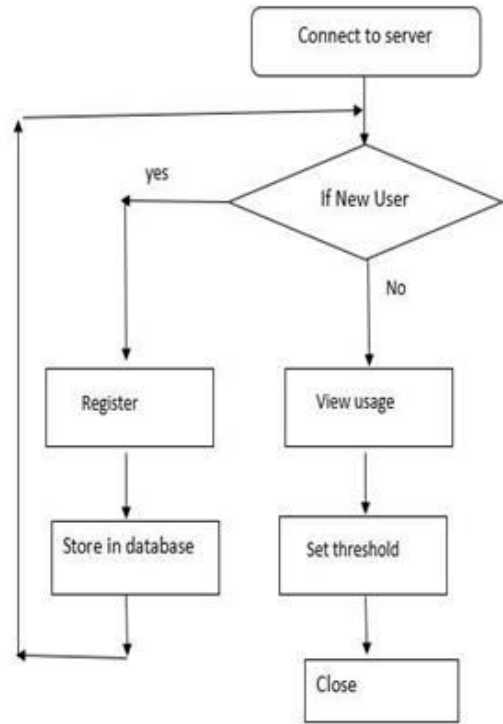 Connect to server
yes
If New User
No
Register
View usage
Store in database
Set threshold
Close